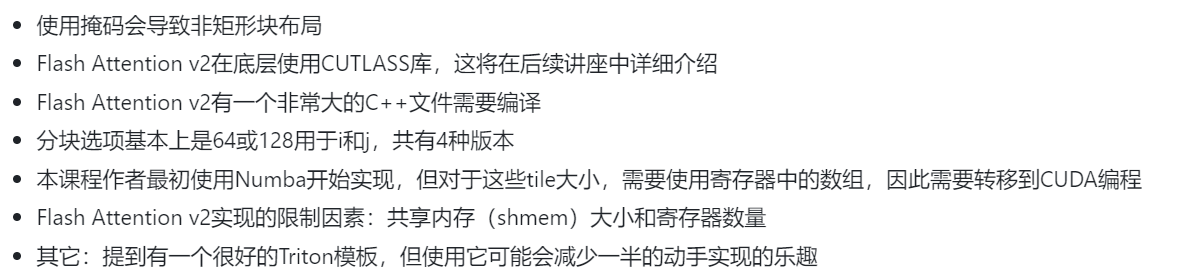 使用掩码会导致非矩形块布局
Flash Attention v2在底层使用CUTLASS库，这将在后续讲座中详细介绍
Flash Attention v2有一个非常大的C++文件需要编译
分块选项基本上是64或128用于i和j，共有4种版本
本课程作者最初使用Numba开始实现，但对于这些tile大小，需要使用寄存器中的数组，因此需要转移到CUDA编程
Flash Attention v2实现的限制因素：共享内存（shmem）大小和寄存器数量
其它：提到有一个很好的Triton模板，但使用它可能会减少一半的动手实现的乐趣